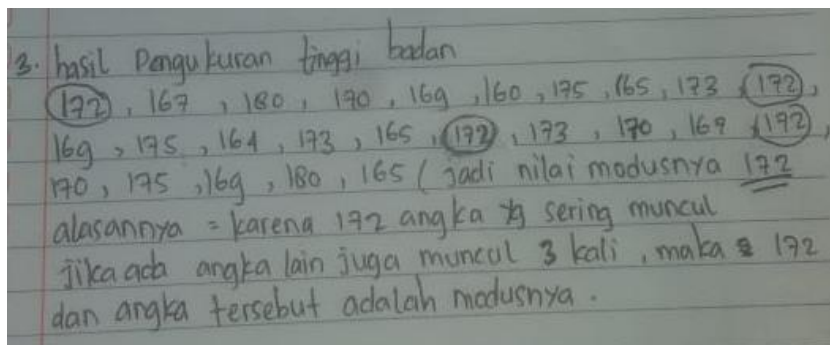 3. hasil Pengukuran tinggi badan
172, 167, 180, 170, 169, 160, 175, 165, 173, 172,
169, 175, 164, 173, 165, 172, 173, 170, 169, 172,
170, 175, 169, 180, 165 (Jadi nilai modusnya 172
alasannya = karena 172 angka yg sering muncul
jika ada angka lain juga muncul 3 kali, maka 172
dan angka tersebut adalah modusnya.